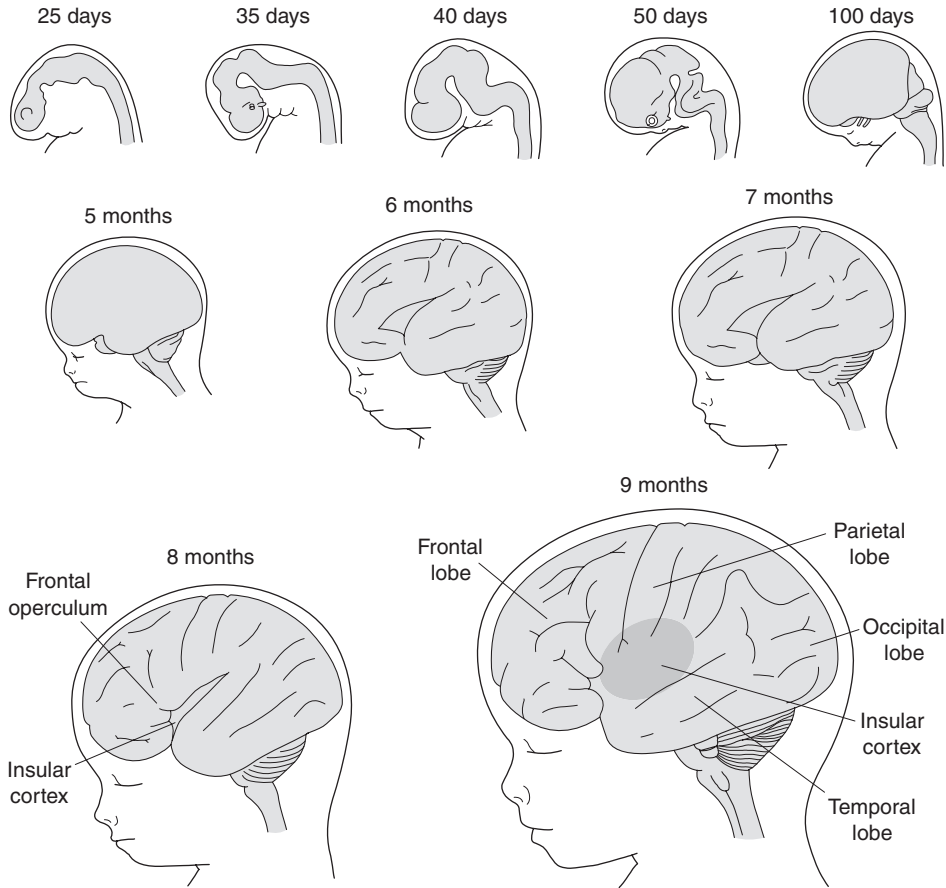 25 days
35 days
40 days
50 days
100 days
5 months
6 months
7 months
8 months
Frontal
operculum
Insular
cortex
9 months
Frontal
lobe
Parietal
lobe
Occipital
lobe
Insular
cortex
Temporal
lobe